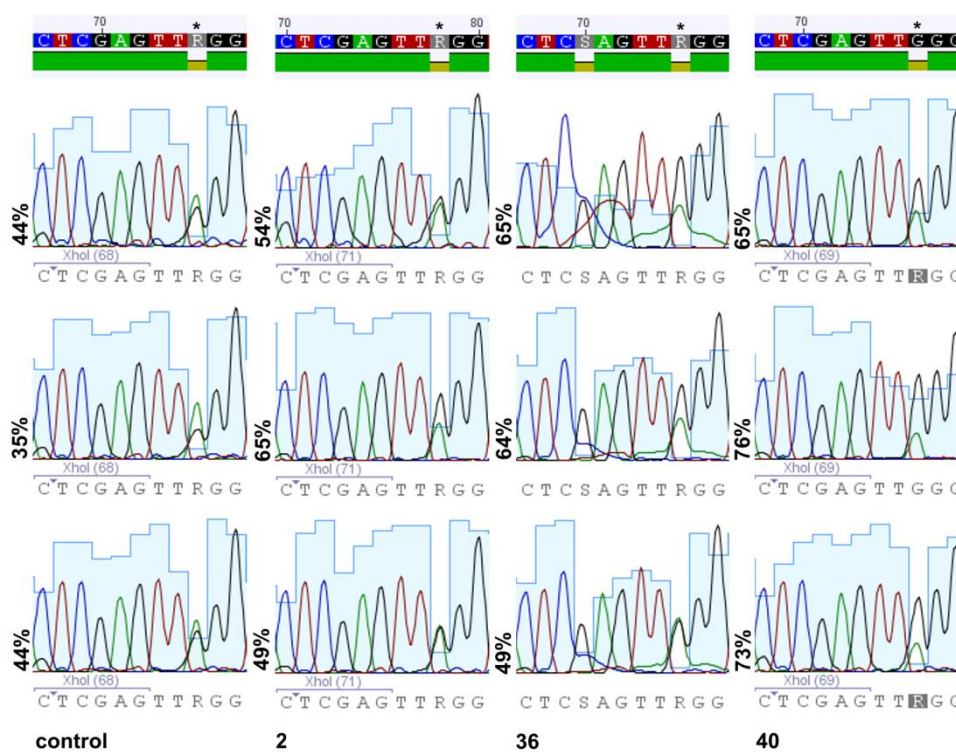 70
*
C T C G A G T T R G G
70
*
80
C T C G A G T T R G G
70
*
C T C S A G T T R G G
70
*
C T C G A G T T G G G
44%
XhoI (68)
C T C G A G T T R G G
54%
XhoI (71)
C T C G A G T T R G G
65%
C T C S A G T T R G G
65%
XhoI (69)
C T C G A G T T R G G
35%
XhoI (68)
C T C G A G T T R G G
65%
XhoI (71)
C T C G A G T T R G G
64%
C T C S A G T T R G G
76%
XhoI (69)
C T C G A G T T G G G
44%
XhoI (68)
C T C G A G T T R G G
49%
XhoI (71)
C T C G A G T T R G G
49%
C T C S A G T T R G G
73%
XhoI (69)
C T C G A G T T R G G
control
2
36
40